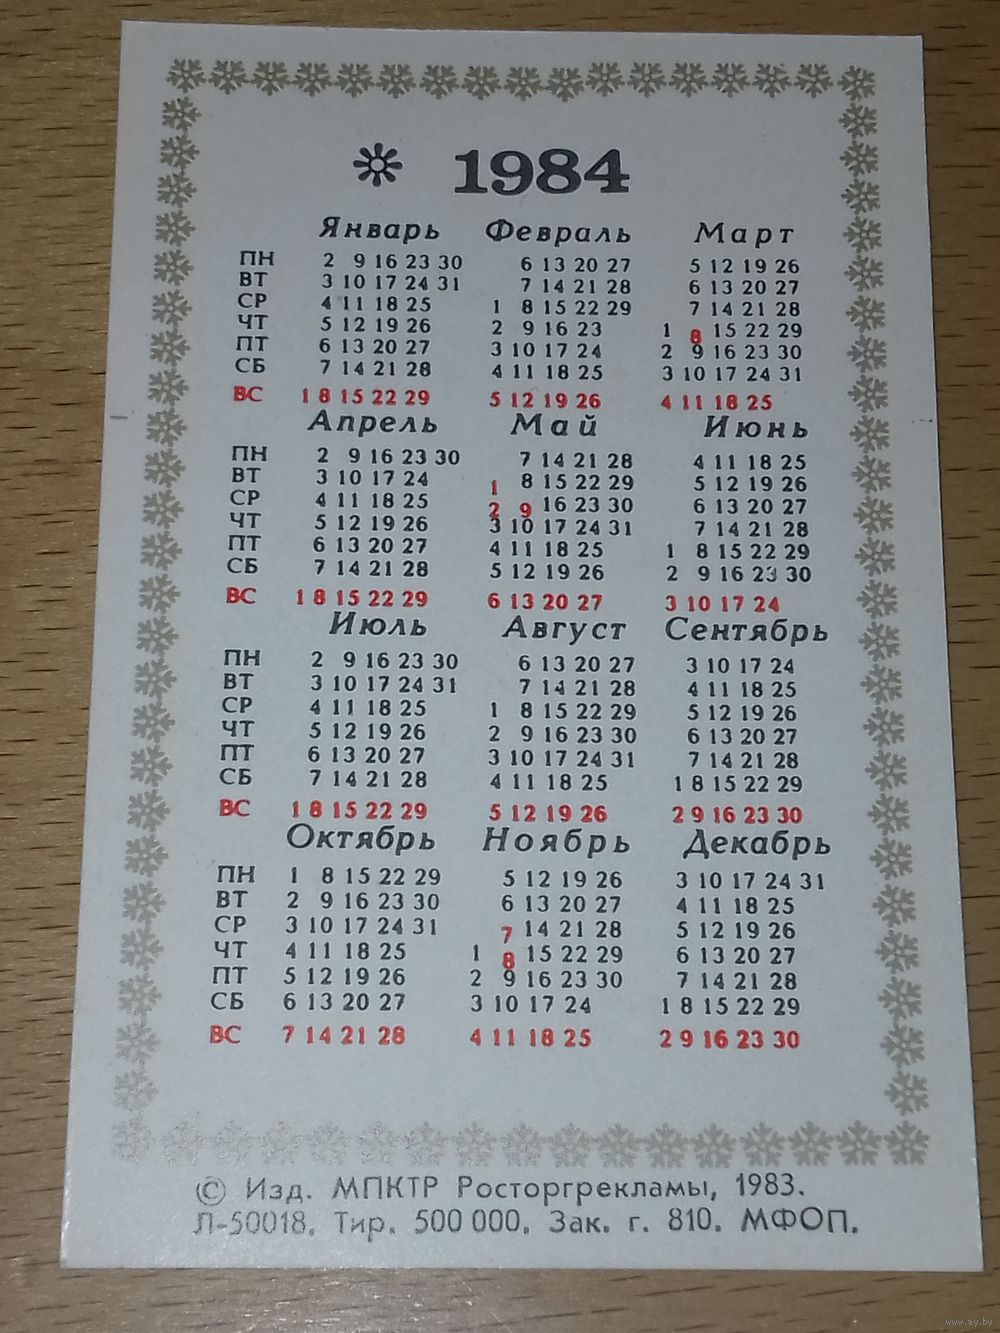 1984
Январь Февраль Март
ПН 2 9 16 23 30 6 13 20 27 5 12 19 26
ВТ 3 10 17 24 31 7 14 21 28 6 13 20 27
СР 4 11 18 25 1 8 15 22 29 7 14 21 28
ЧТ 5 12 19 26 2 9 16 23 1 8 15 22 29
ПТ 6 13 20 27 3 10 17 24 2 9 16 23 30
СБ 7 14 21 28 4 11 18 25 3 10 17 24 31
ВС 1 8 15 22 29 5 12 19 26 4 11 18 25
Апрель Май Июнь
ПН 2 9 16 23 30 7 14 21 28 4 11 18 25
ВТ 3 10 17 24 1 8 15 22 29 5 12 19 26
СР 4 11 18 25 2 9 16 23 30 6 13 20 27
ЧТ 5 12 19 26 3 10 17 24 31 7 14 21 28
ПТ 6 13 20 27 4 11 18 25 1 8 15 22 29
СБ 7 14 21 28 5 12 19 26 2 9 16 23 30
ВС 1 8 15 22 29 6 13 20 27 3 10 17 24
Июль Август Сентябрь
ПН 2 9 16 23 30 6 13 20 27 3 10 17 24
ВТ 3 10 17 24 31 7 14 21 28 4 11 18 25
СР 4 11 18 25 1 8 15 22 29 5 12 19 26
ЧТ 5 12 19 26 2 9 16 23 30 6 13 20 27
ПТ 6 13 20 27 3 10 17 24 31 7 14 21 28
СБ 7 14 21 28 4 11 18 25 1 8 15 22 29
ВС 1 8 15 22 29 5 12 19 26 2 9 16 23 30
Октябрь Ноябрь Декабрь
ПН 1 8 15 22 29 5 12 19 26 3 10 17 24 31
ВТ 2 9 16 23 30 6 13 20 27 4 11 18 25
СР 3 10 17 24 31 7 14 21 28 5 12 19 26
ЧТ 4 11 18 25 1 8 15 22 29 6 13 20 27
ПТ 5 12 19 26 2 9 16 23 30 7 14 21 28
СБ 6 13 20 27 3 10 17 24 1 8 15 22 29
ВС 7 14 21 28 4 11 18 25 2 9 16 23 30
© Изд. МПКТР Росторгрекламы, 1983.
Л-50018. Тир. 500 000. Зак. г. 810. МФОП.
www.ay.by